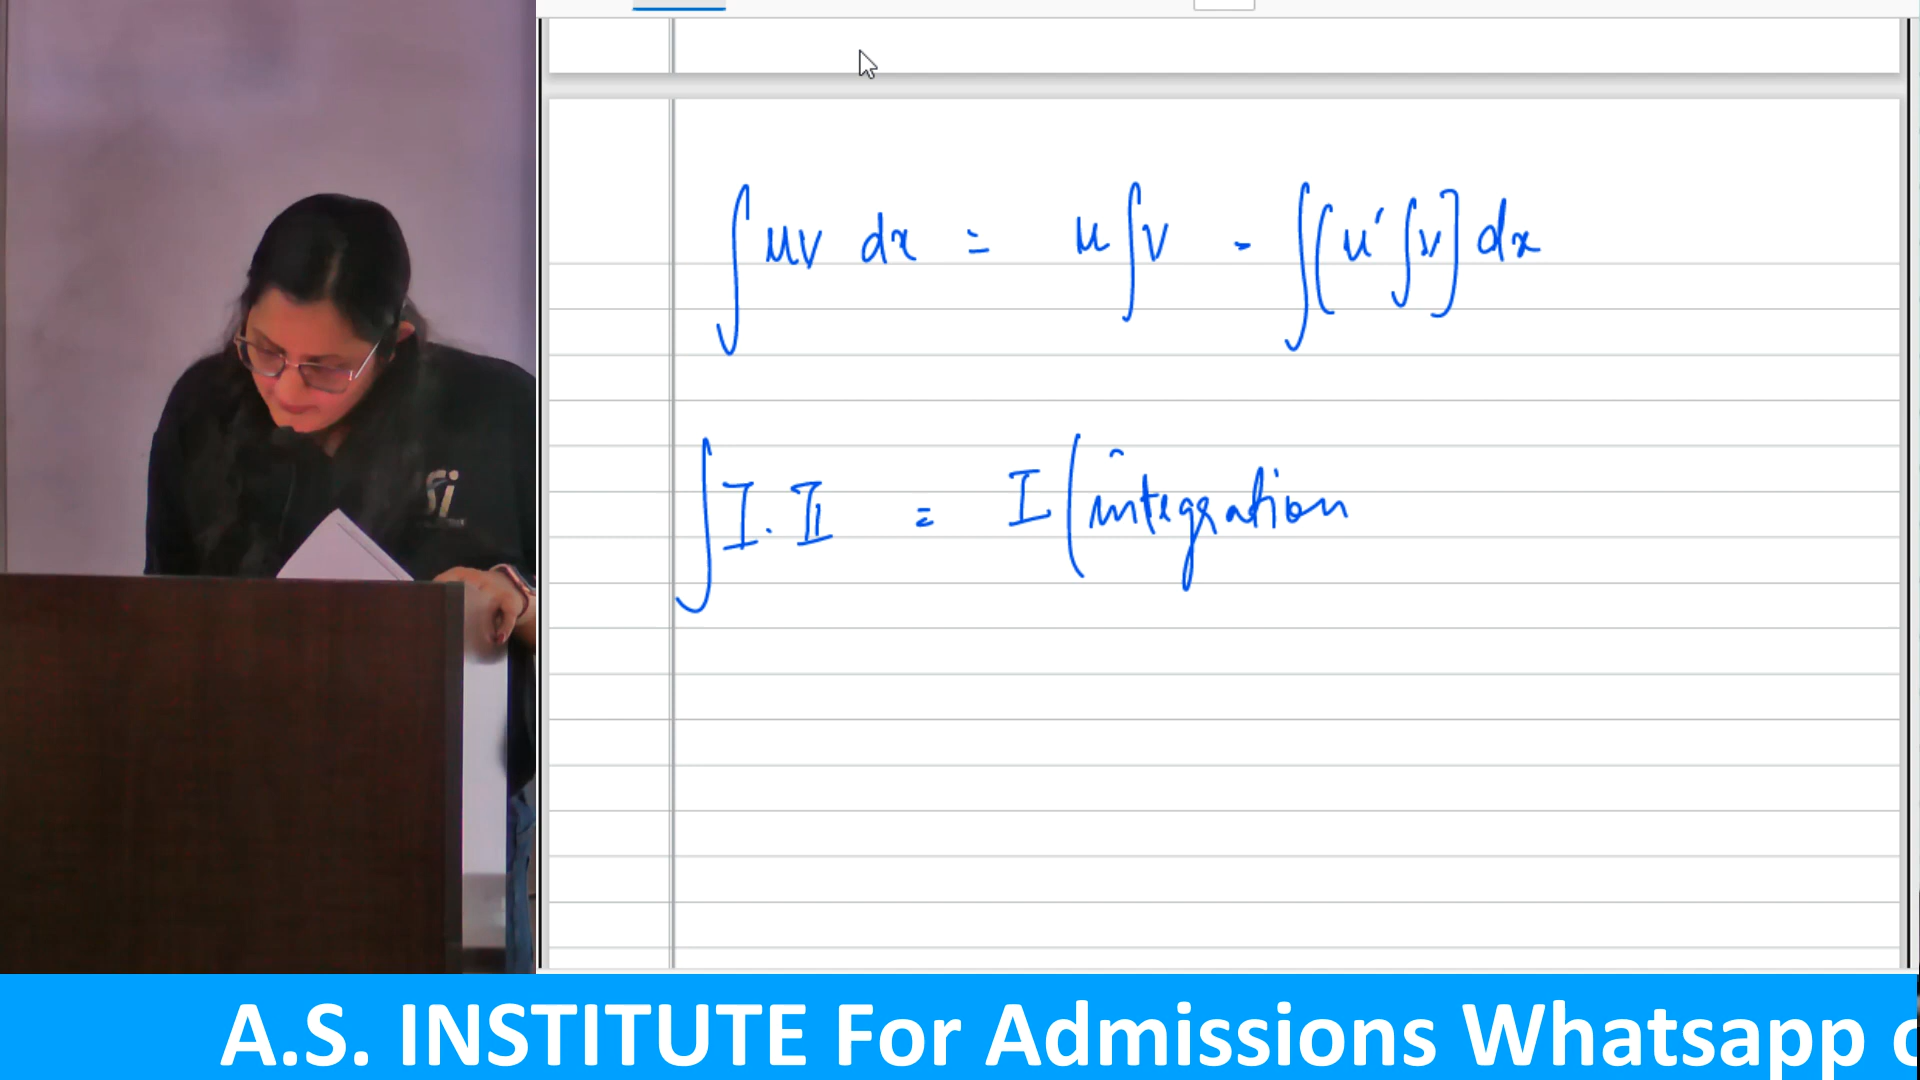 ∫ uv dx = u ∫ v - ∫ [u' ∫ v] dx
∫ I . II = I (integration
A.S. INSTITUTE For Admissions Whatsapp